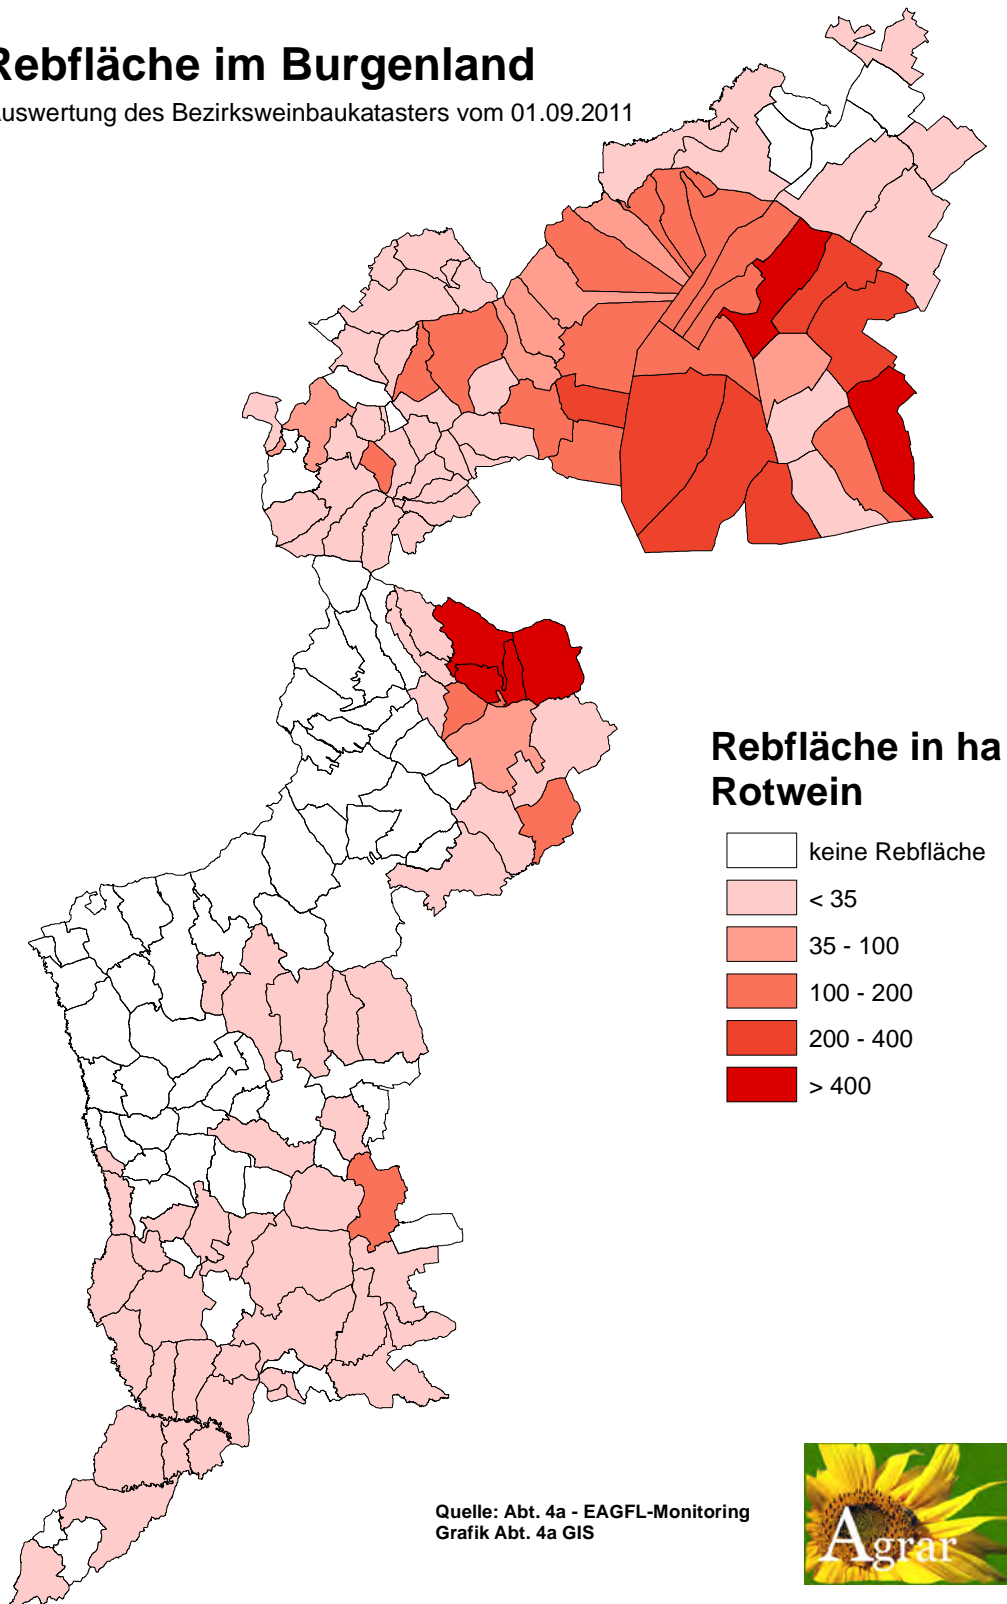 Rebfläche im Burgenland
Auswertung des Bezirksweinbaukatasters vom 01.09.2011
Rebfläche in ha
Rotwein
keine Rebfläche
< 35
35 - 100
100 - 200
200 - 400
> 400
Quelle: Abt. 4a - EAGFL-Monitoring
Grafik Abt. 4a GIS
Agrar